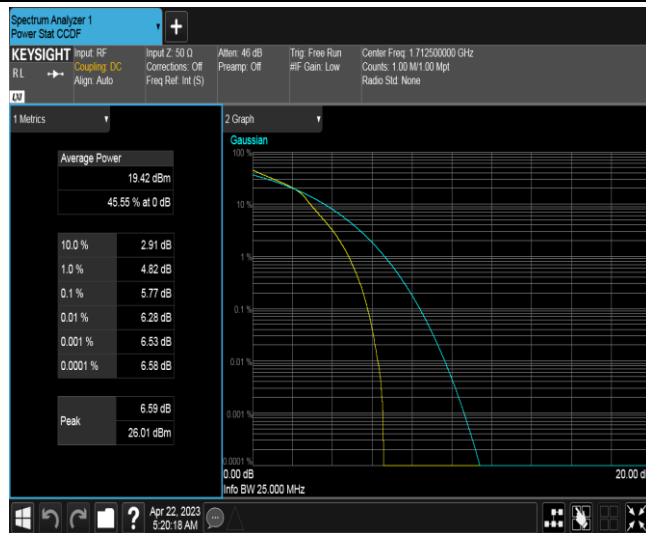 Spectrum Analyzer 1
Power Stat CCDF
+
KEYSIGHT
RL
LXI
Input: RF
Coupling: DC
Align: Auto
Input Z: 50 Ω
Corrections: Off
Freq Ref: Int (S)
Atten: 46 dB
Preamp: Off
Trig: Free Run
#IF Gain: Low
Center Freq: 1.712500000 GHz
Counts: 1.00 M/1.00 Mpt
Radio Std: None
1 Metrics
Average Power
19.42 dBm
45.55 % at 0 dB
10.0 % 2.91 dB
1.0 % 4.82 dB
0.1 % 5.77 dB
0.01 % 6.28 dB
0.001 % 6.53 dB
0.0001 % 6.58 dB
Peak
6.59 dB
26.01 dBm
2 Graph
Gaussian
100 %
10 %
1 %
0.1 %
0.01 %
0.001 %
0.0001 %
0.00 dB
20.00 d
Info BW 25.000 MHz
?
Apr 22, 2023
5:20:18 AM